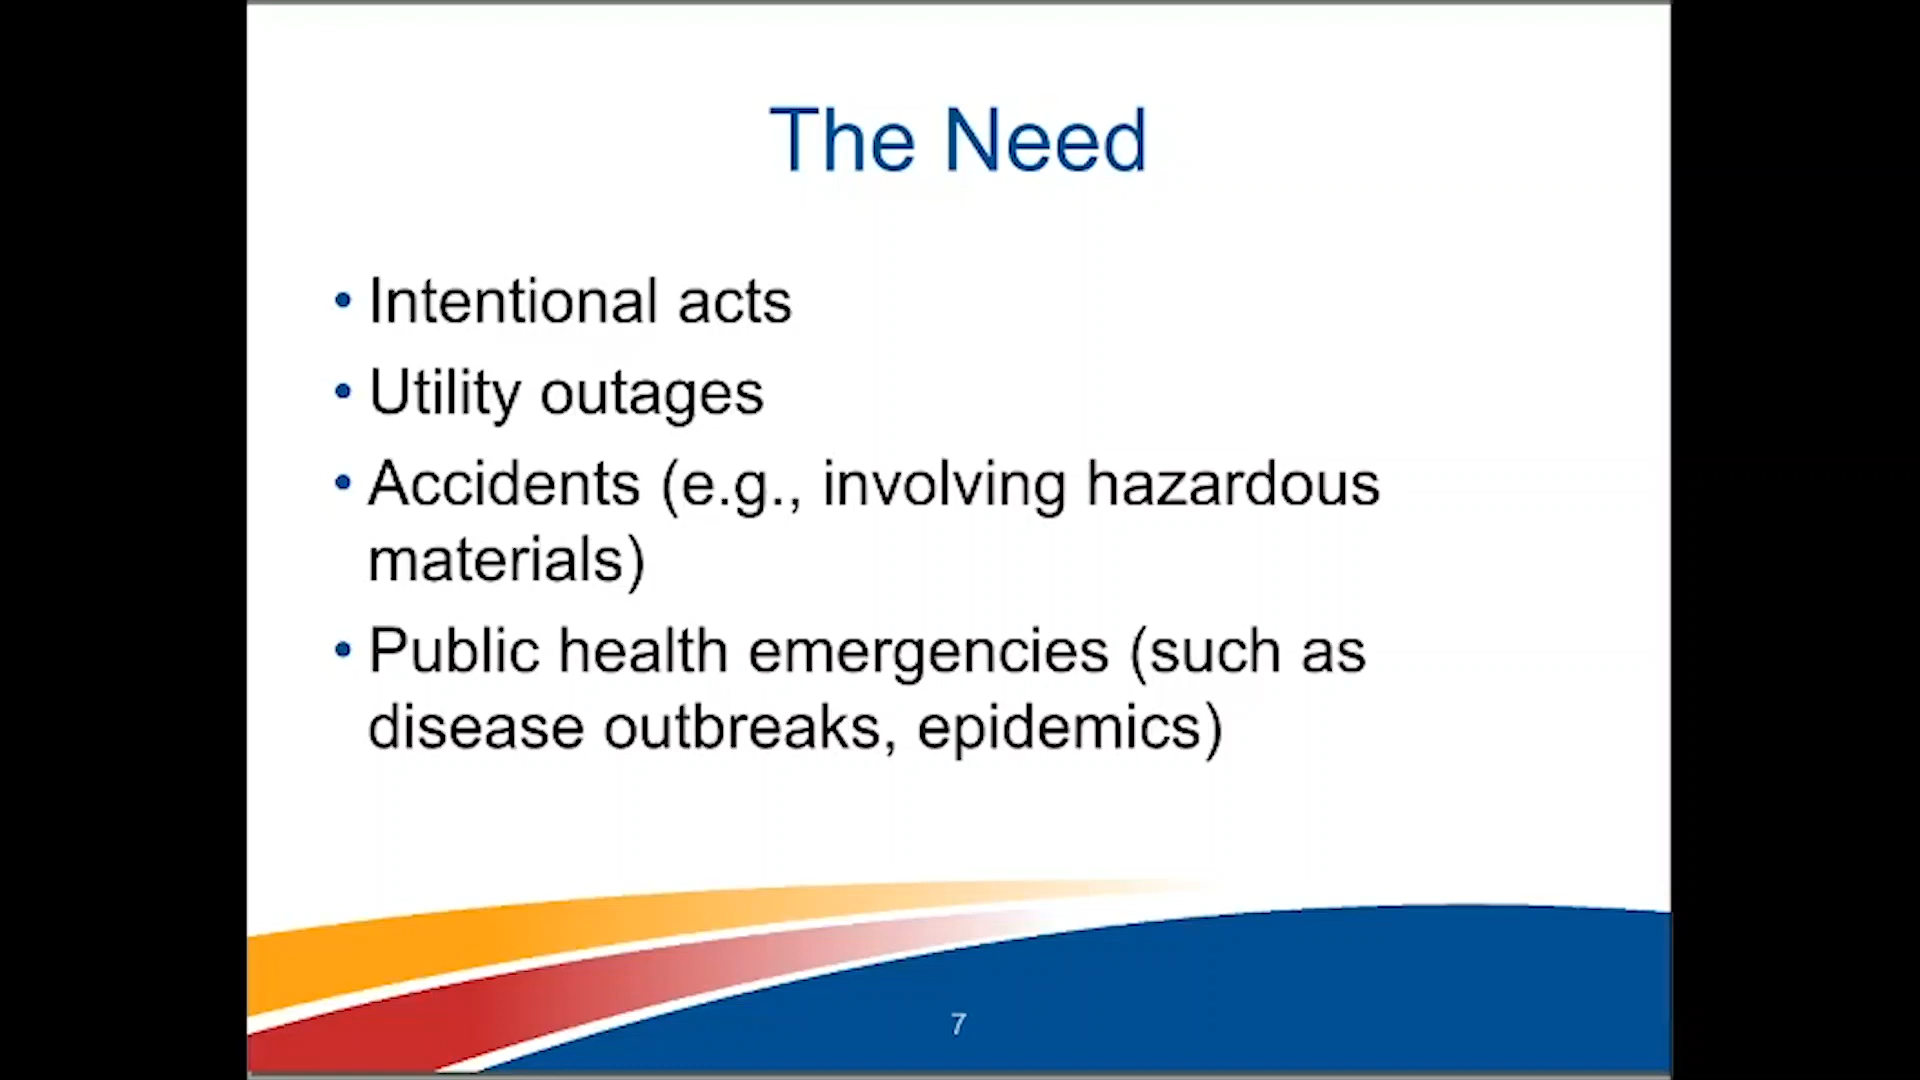 The Need
• Intentional acts
• Utility outages
• Accidents (e.g., involving hazardous
materials)
• Public health emergencies (such as
disease outbreaks, epidemics)
7